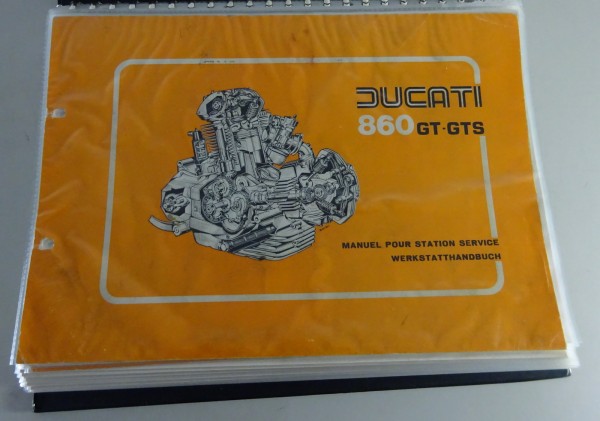 DUCATI
860 GT·GTS
MANUEL POUR STATION SERVICE
WERKSTATTHANDBUCH